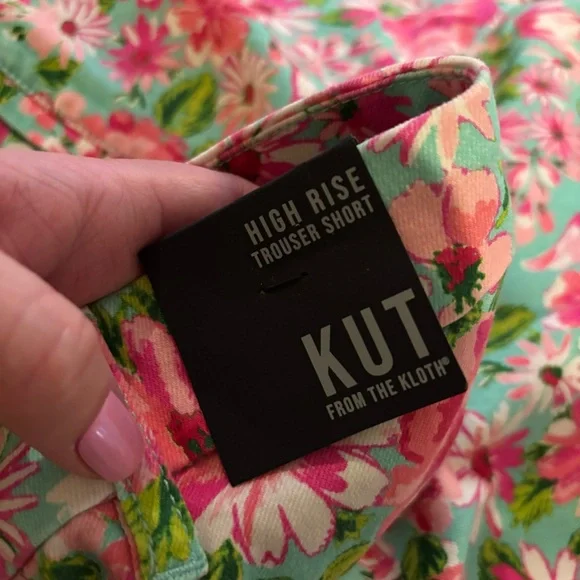 HIGH RISE
TROUSER SHORT
KUT
FROM THE KLOTH®